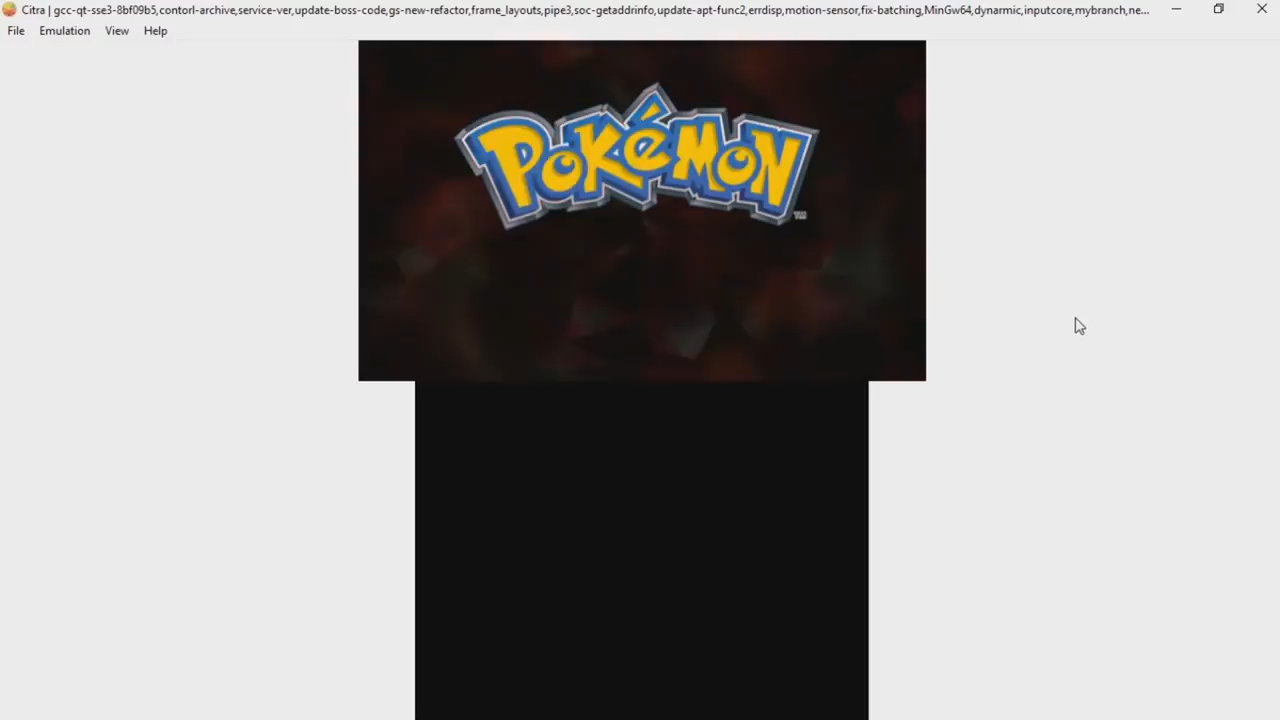 Citra | gcc-qt-sse3-8bf09b5,contorl-archive,service-ver,update-boss-code,gs-new-refactor,frame_layouts,pipe3,soc-getaddrinfo,update-apt-func2,errdisp,motion-sensor,fix-batching,MinGw64,dynarmic,inputcore,mybranch,ne...
File Emulation View Help
POKéMON
TM